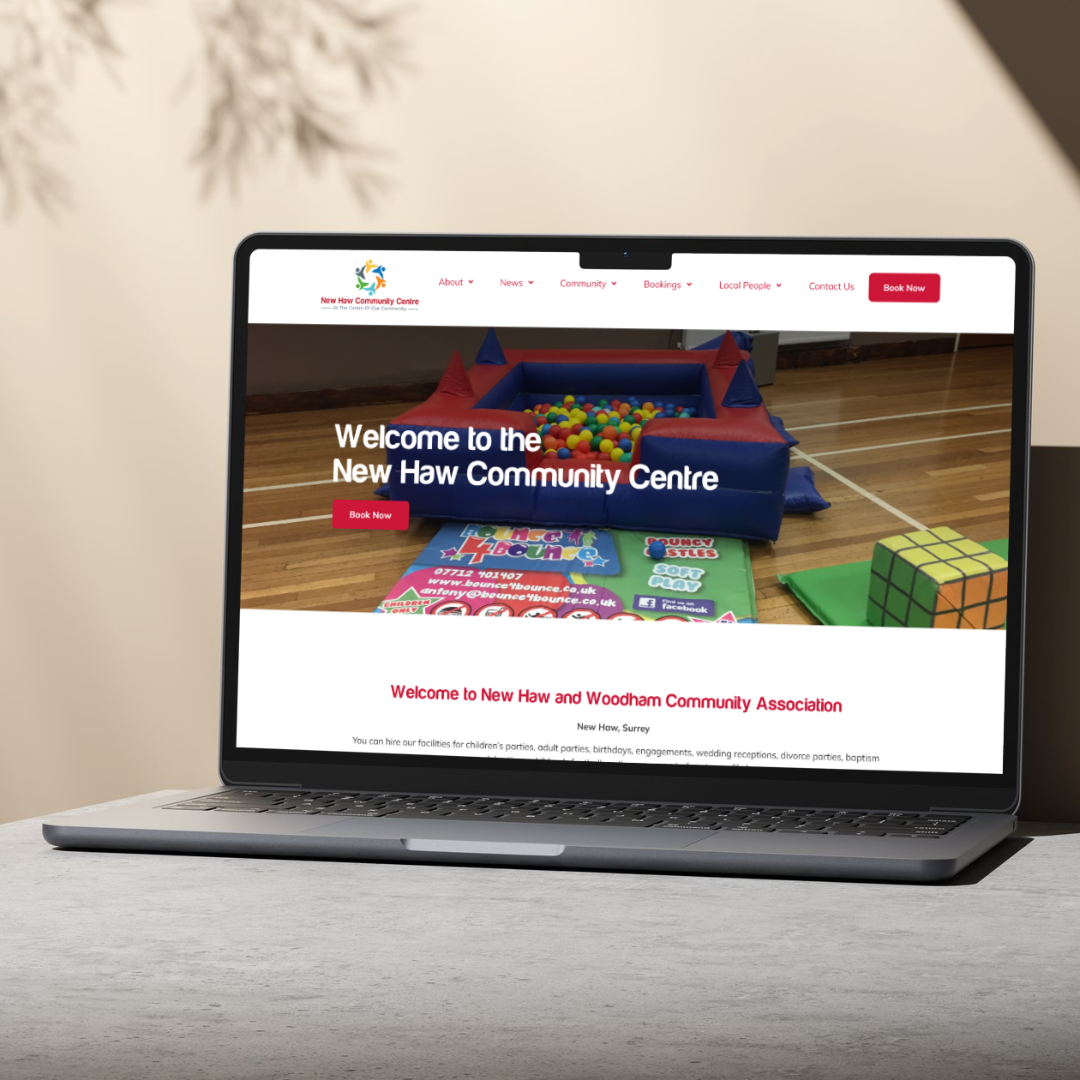 New Haw Community Centre
At The Centre Of Our Community
About
News
Community
Bookings
Local People
Contact Us
Book Now
Welcome to the
New Haw Community Centre
Book Now
Bounce
4 Bounce
07712 401407
www.bounce4bounce.co.uk
antony@bounce4bounce.co.uk
CHILDREN
ONLY
BOUNCY
CASTLES
SOFT
PLAY
Find us on
facebook
Welcome to New Haw and Woodham Community Association
New Haw, Surrey
You can hire our facilities for children's parties, adult parties, birthdays, engagements, wedding receptions, divorce parties, baptism
return
shift
command